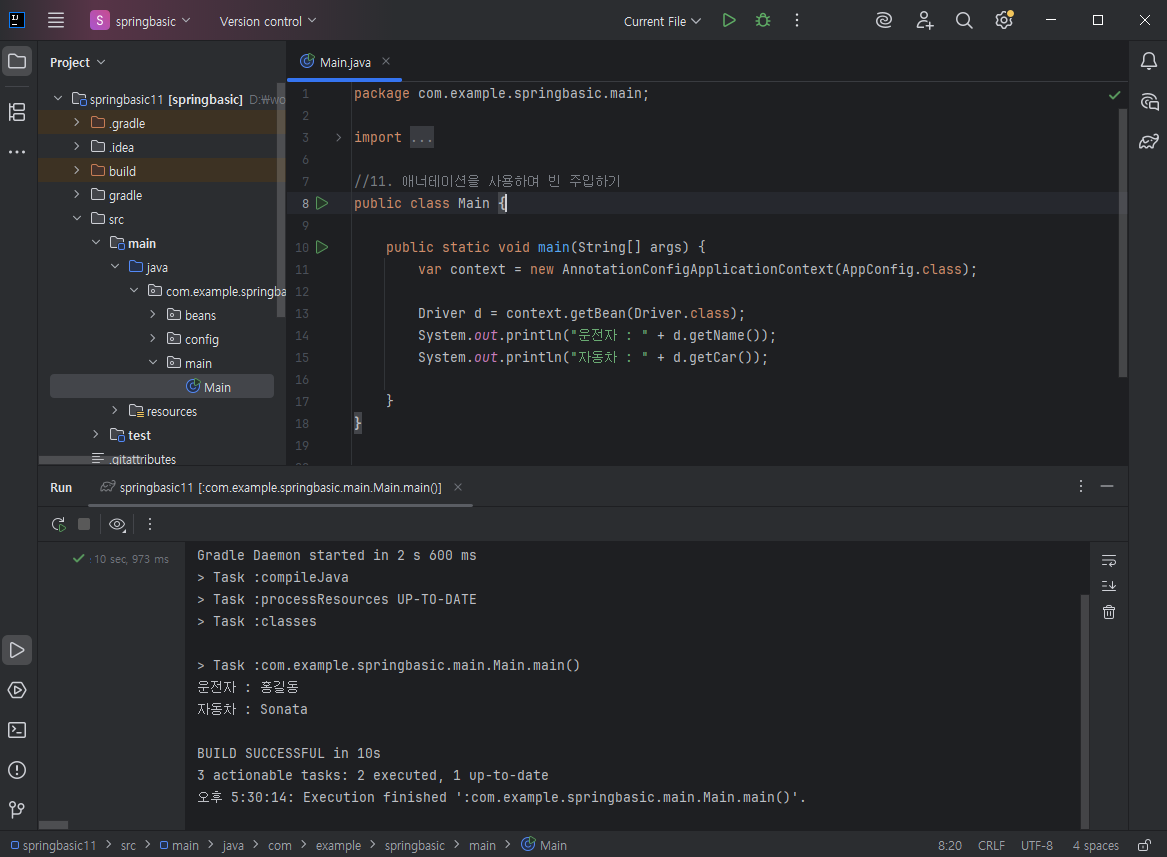 S springbasic Version control Current File
Project
Main.java
springbasic11 [springbasic] D:₩wo
.gradle
.idea
build
gradle
src
main
java
com.example.springba
beans
config
main
Main
resources
test
.gitattributes
1 package com.example.springbasic.main;
2
3 import ...
6
7 //11. 애너테이션을 사용하여 빈 주입하기
8 public class Main {
9
10 public static void main(String[] args) {
11 var context = new AnnotationConfigApplicationContext(AppConfig.class);
12
13 Driver d = context.getBean(Driver.class);
14 System.out.println("운전자 : " + d.getName());
15 System.out.println("자동차 : " + d.getCar());
16
17 }
18 }
19
Run springbasic11 [:com.example.springbasic.main.Main.main()]
10 sec, 973 ms
Gradle Daemon started in 2 s 600 ms
> Task :compileJava
> Task :processResources UP-TO-DATE
> Task :classes
> Task :com.example.springbasic.main.Main.main()
운전자 : 홍길동
자동차 : Sonata
BUILD SUCCESSFUL in 10s
3 actionable tasks: 2 executed, 1 up-to-date
오후 5:30:14: Execution finished ':com.example.springbasic.main.Main.main()'.
springbasic11 > src > main > java > com > example > springbasic > main > Main 8:20 CRLF UTF-8 4 spaces